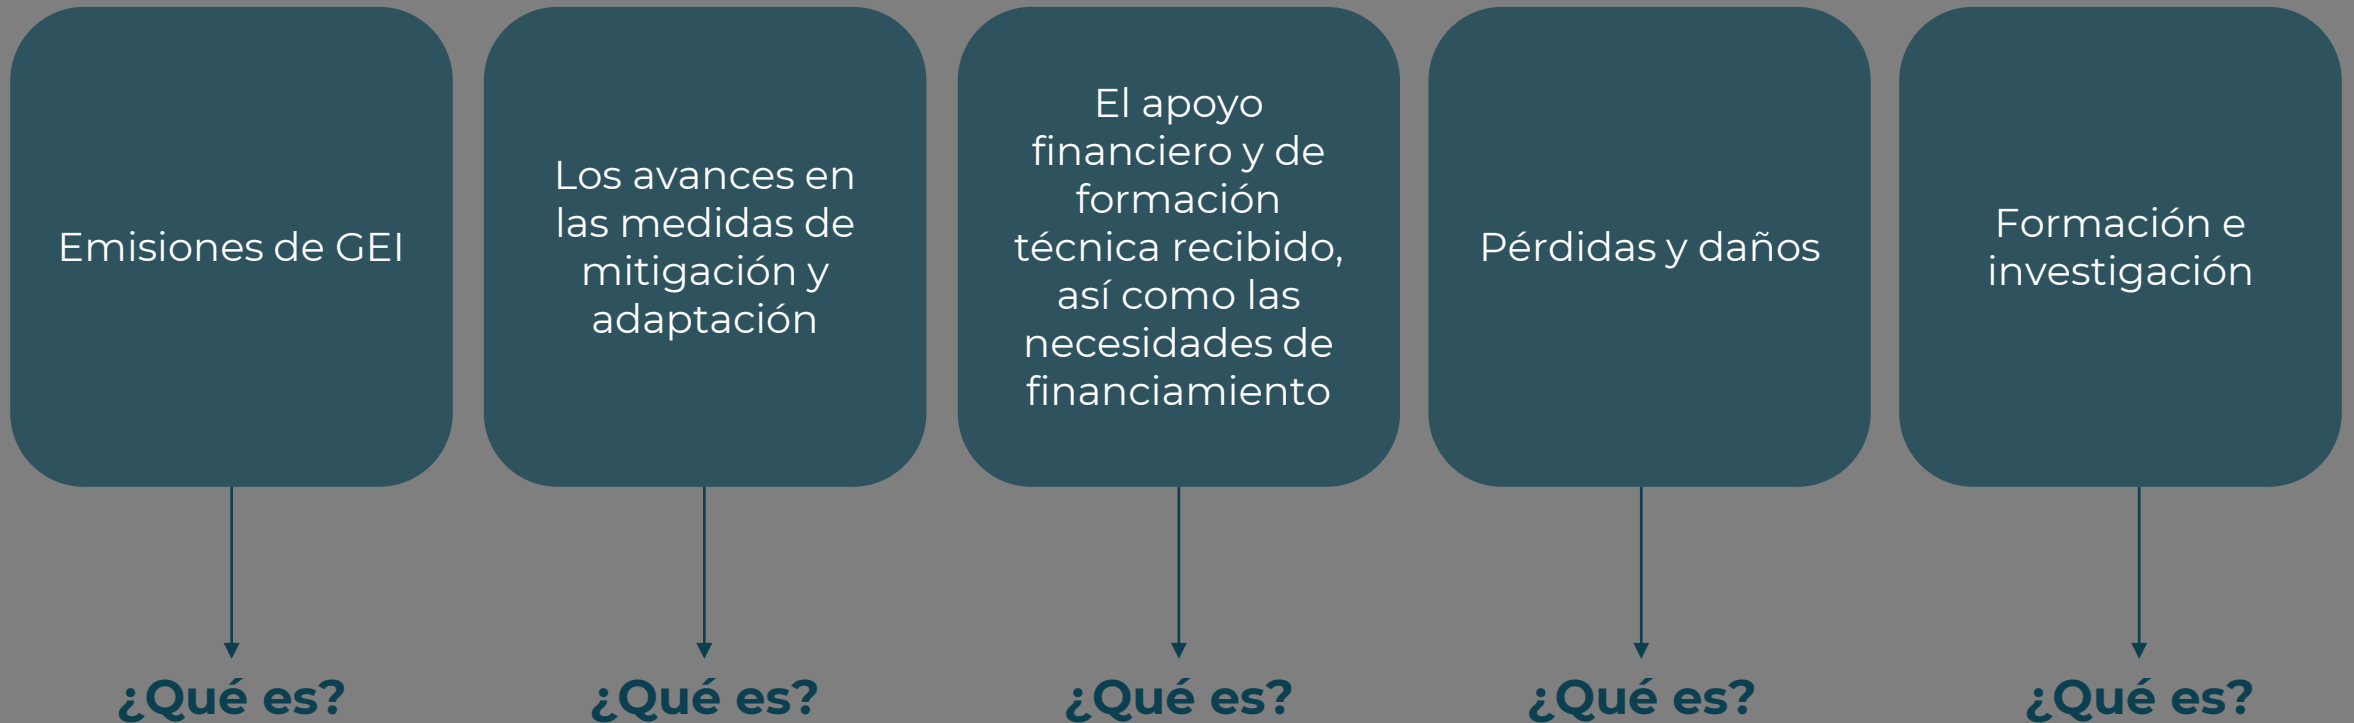 Emisiones de GEI
Los avances en
las medidas de
mitigación y
adaptación
El apoyo
financiero y de
formación
técnica recibido,
así como las
necesidades de
financiamiento
Pérdidas y daños
Formación e
investigación
¿Qué es?
¿Qué es?
¿Qué es?
¿Qué es?
¿Qué es?